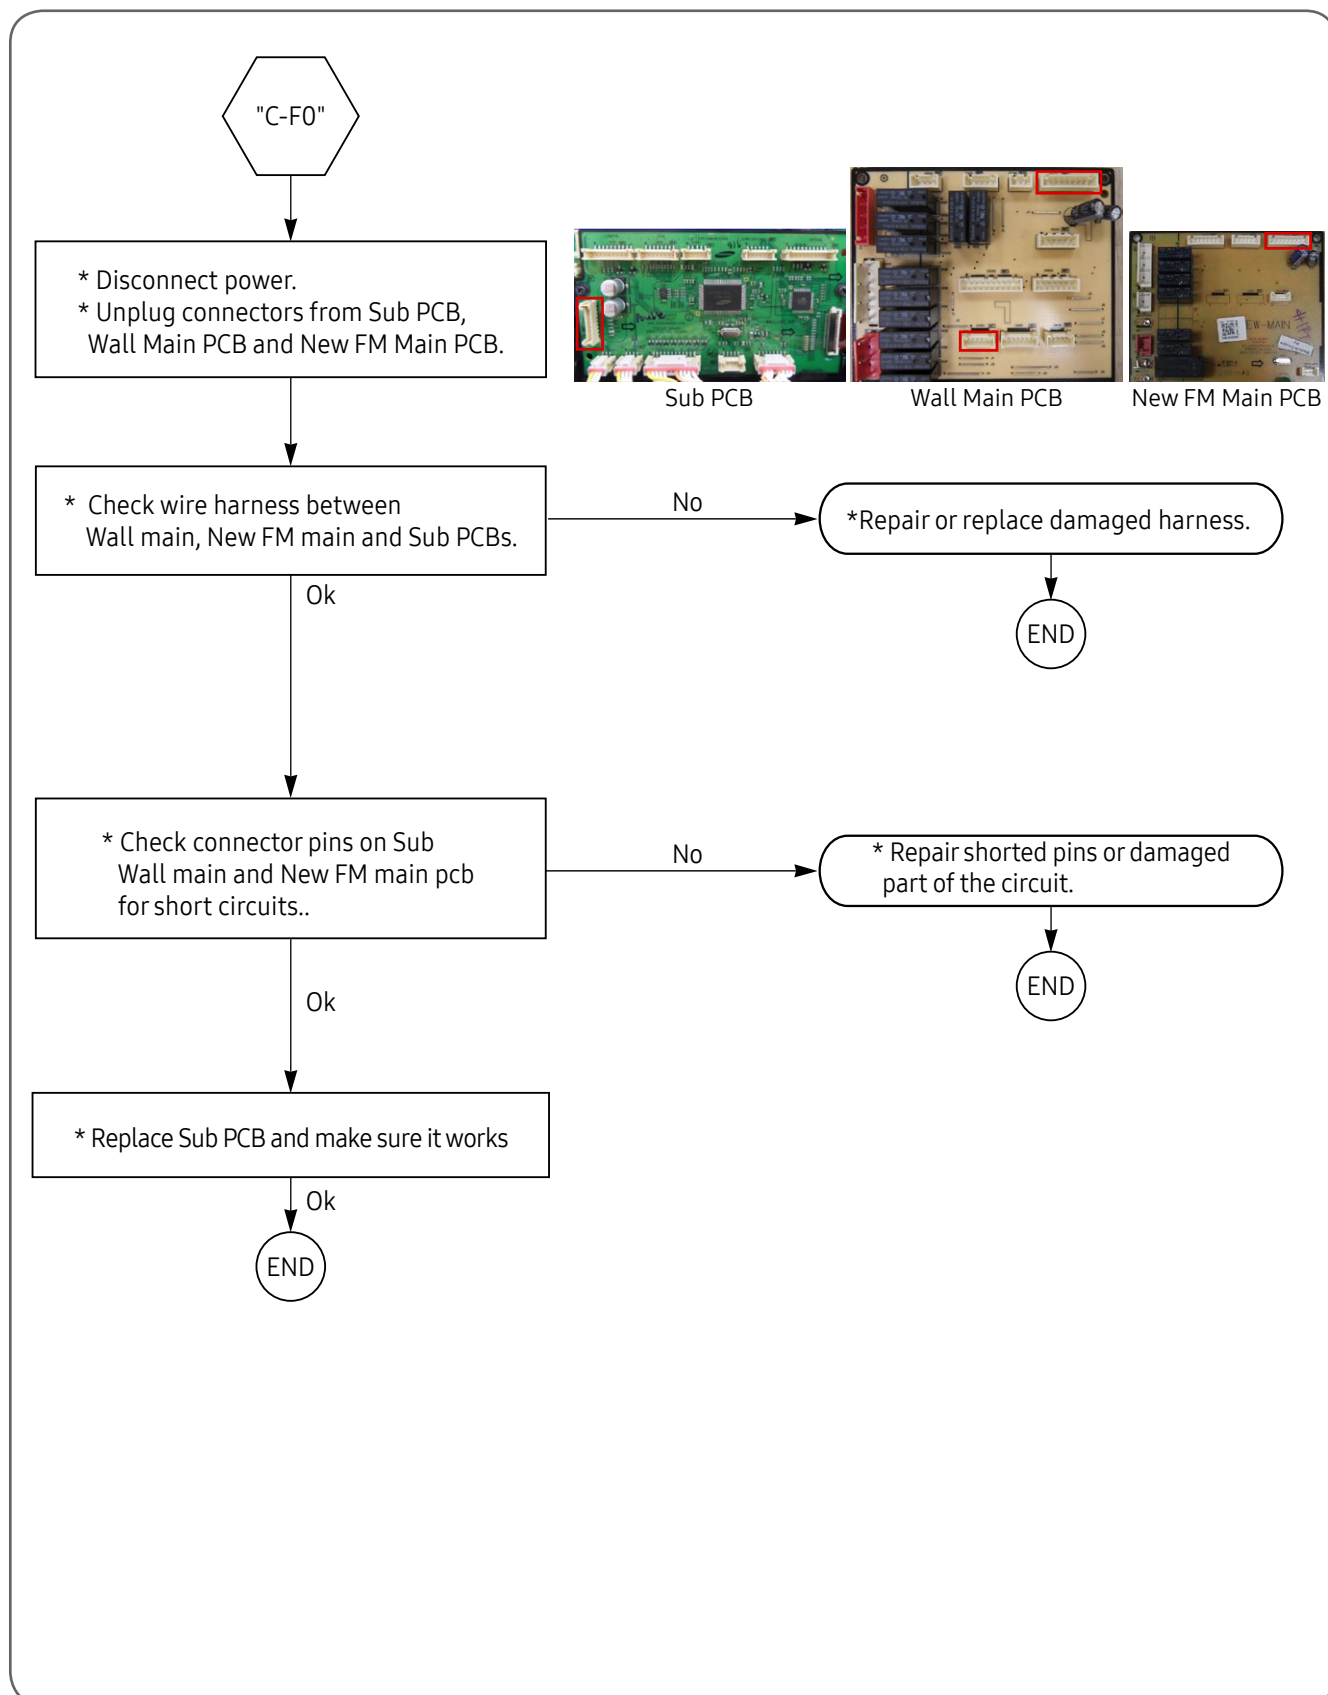 "C-F0"
* Disconnect power.
* Unplug connectors from Sub PCB,
Wall Main PCB and New FM Main PCB.
Sub PCB
Wall Main PCB
New FM Main PCB
* Check wire harness between
Wall main, New FM main and Sub PCBs.
No
*Repair or replace damaged harness.
END
Ok
* Check connector pins on Sub
Wall main and New FM main pcb
for short circuits..
No
* Repair shorted pins or damaged
part of the circuit.
END
Ok
* Replace Sub PCB and make sure it works
Ok
END